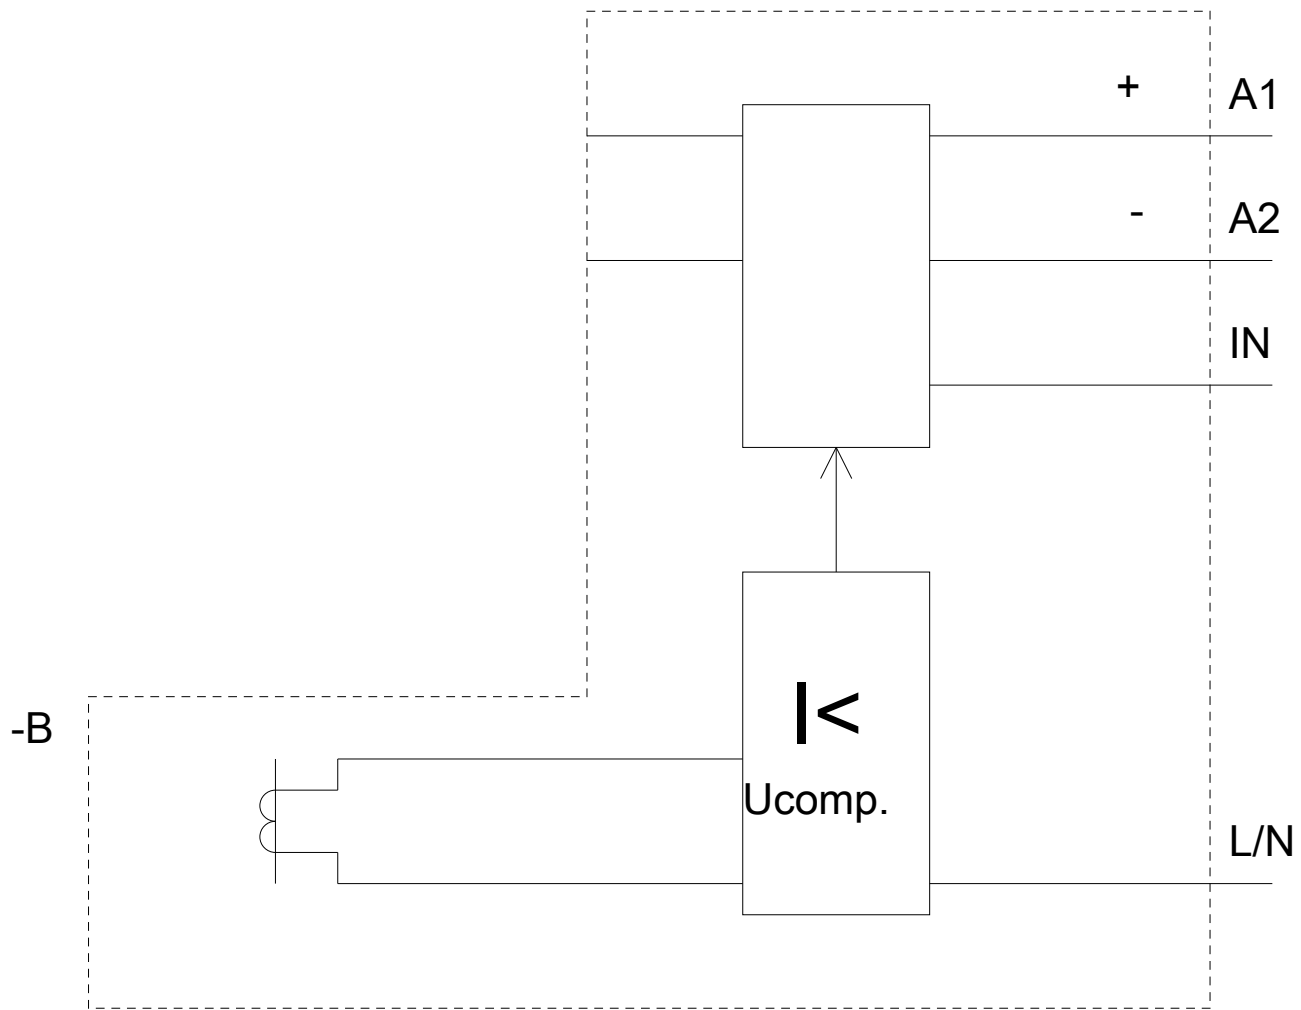 + A1
- A2
IN
I<
-B
Ucomp.
L/N